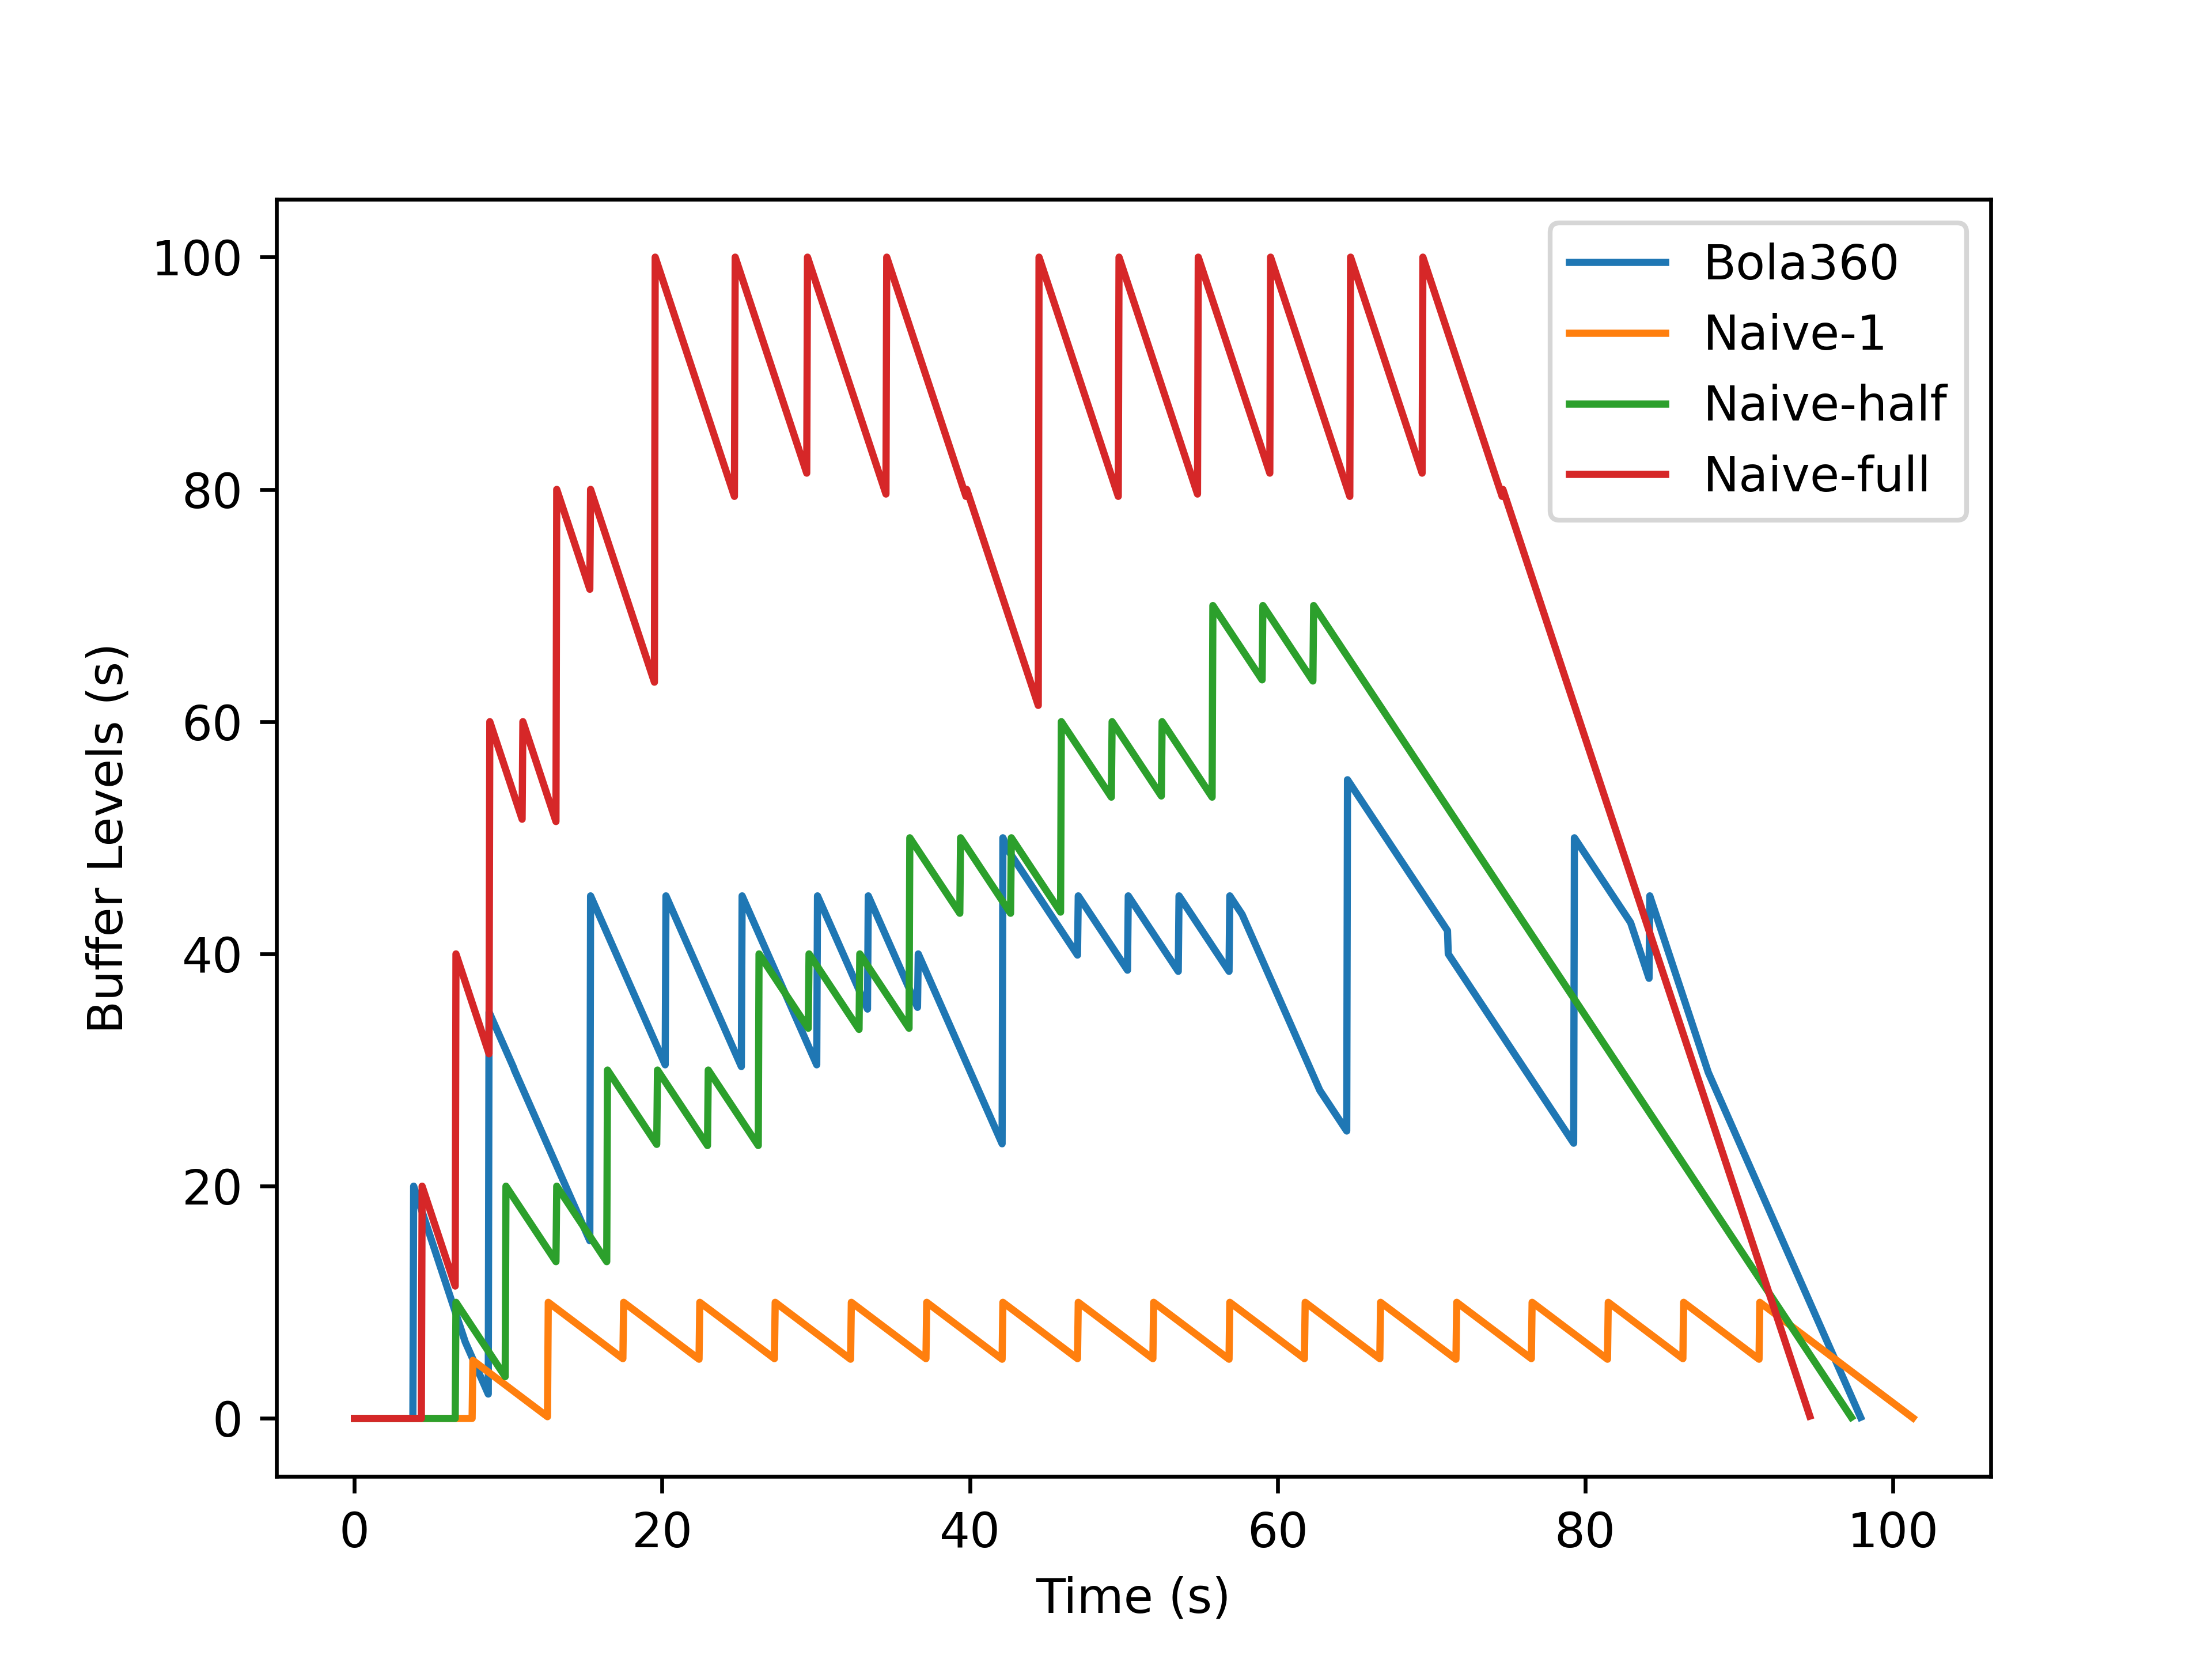 Bola360
Naive-1
Naive-half
Naive-full
100
80
60
40
20
0
Buffer Levels (s)
0 20 40 60 80 100
Time (s)